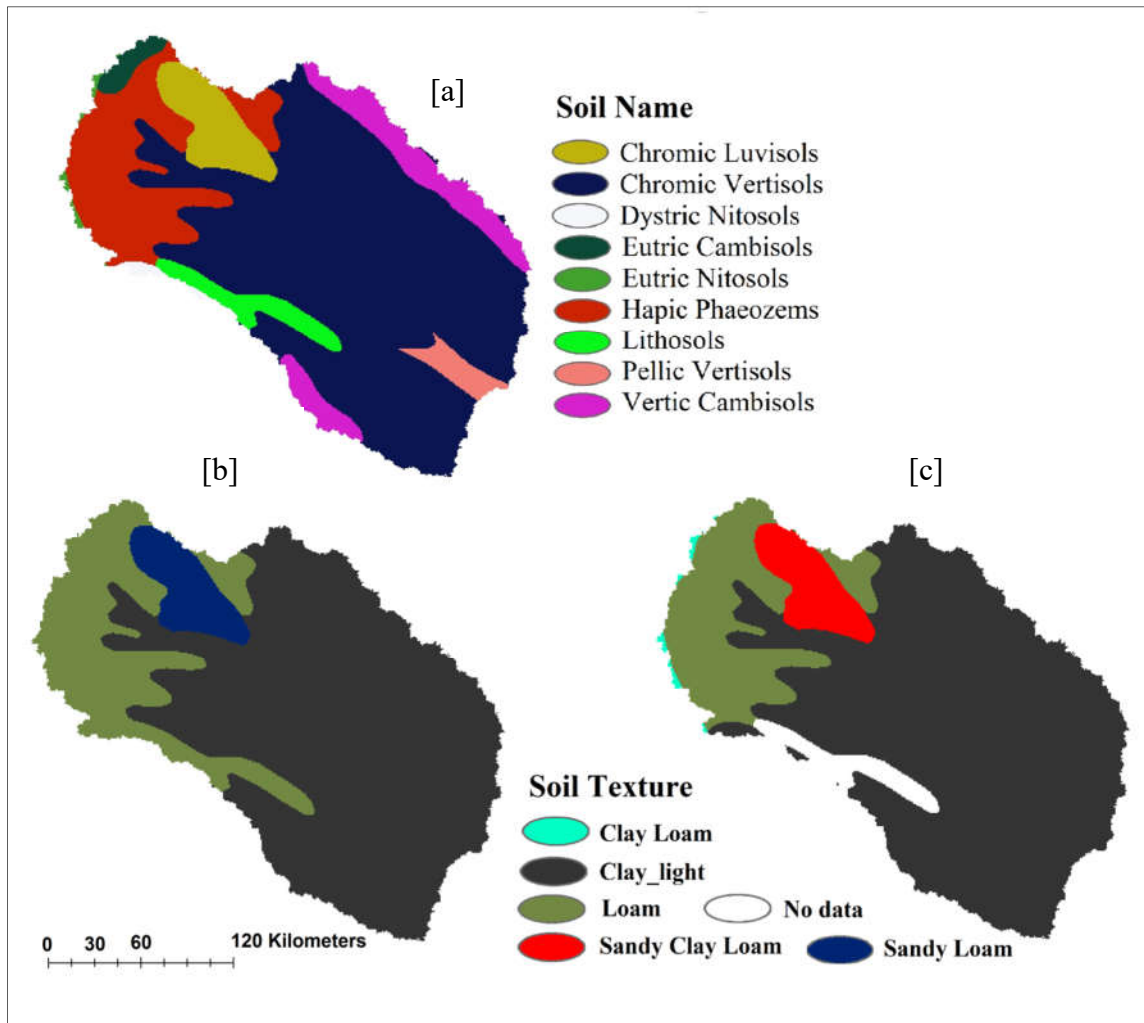 [a]
Soil Name
Chromic Luvisols
Chromic Vertisols
Dystric Nitosols
Eutric Cambisols
Eutric Nitosols
Hapic Phaeozems
Lithosols
Pellic Vertisols
Vertic Cambisols
[b]
[c]
Soil Texture
Clay Loam
Clay_light
Loam
No data
Sandy Clay Loam
Sandy Loam
0 30 60 120 Kilometers